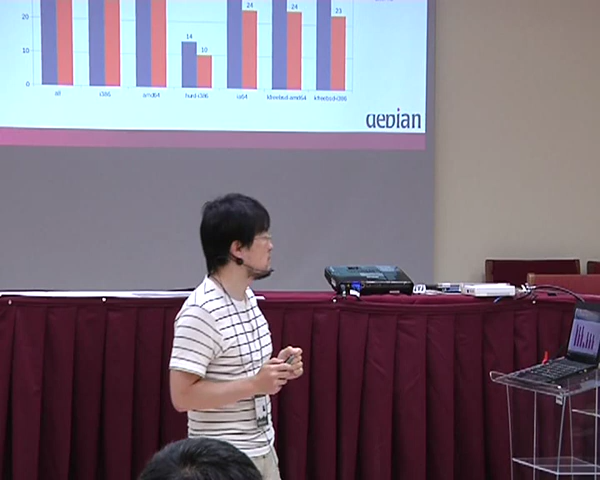 20
24
24
23
14
10
10
0
all
i386
amd64
hurd-i386
ia64
kfreebsd-amd64
kfreebsd-i386
debian